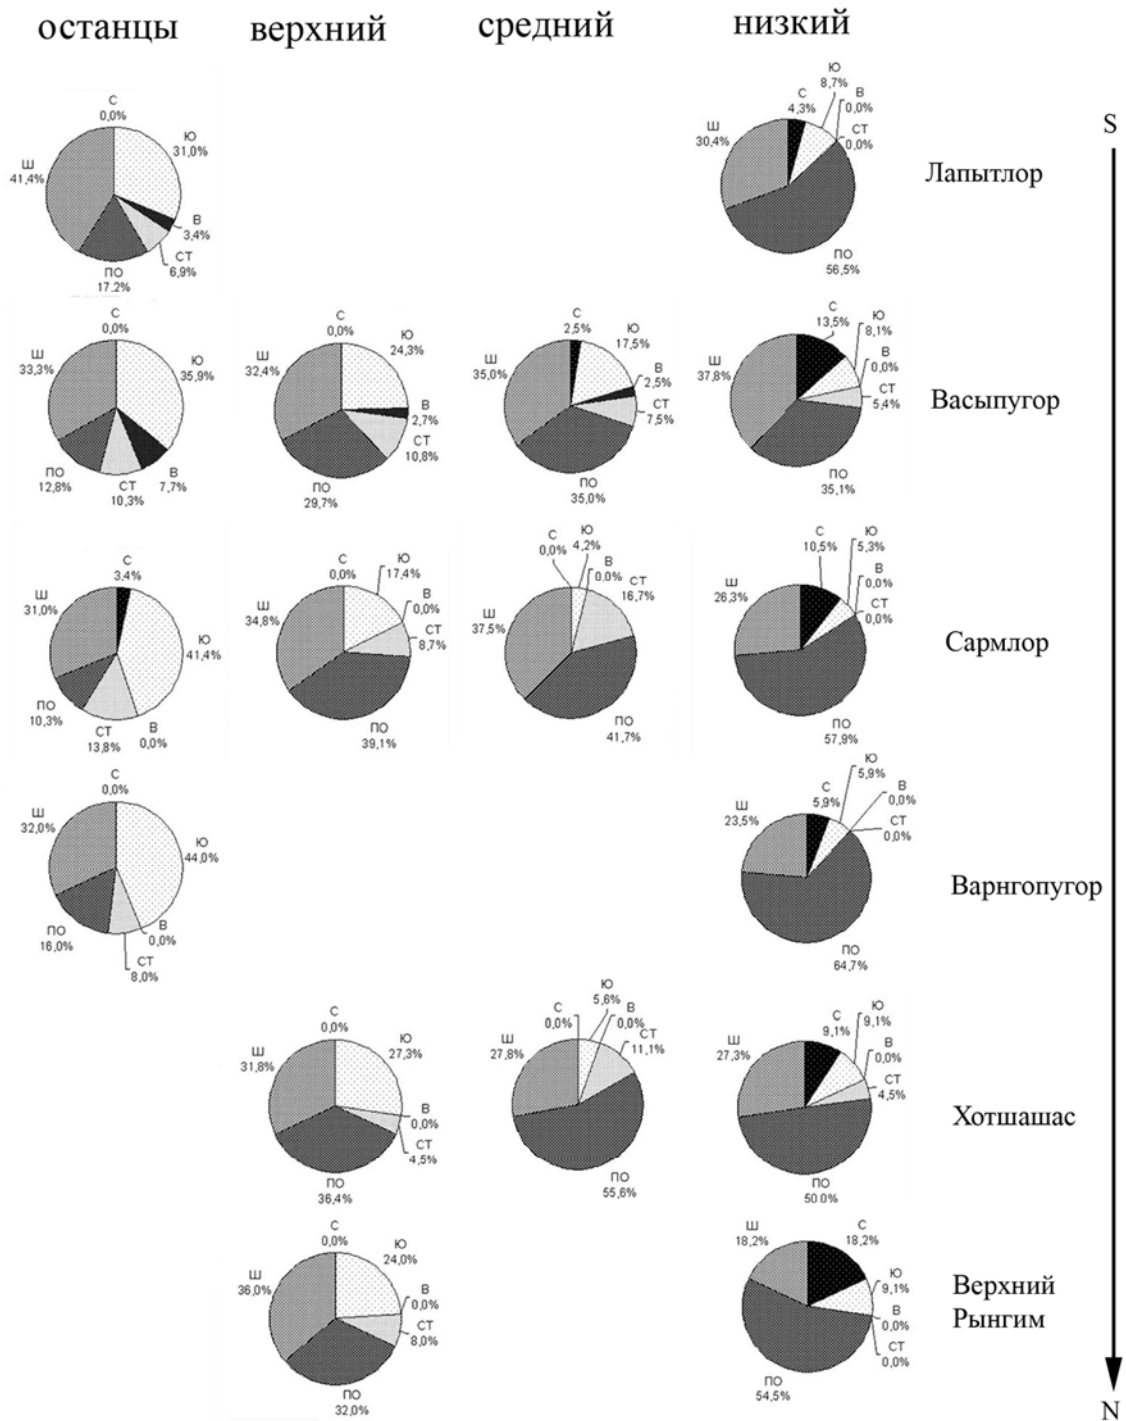 останцы верхний средний низкий
S
С
0,0%
Ю
31,0%
В
3,4%
СТ
6,9%
ПО
17,2%
Ш
41,4%
С
4,3%
Ю
8,7%
В
0,0%
СТ
0,0%
ПО
56,5%
Ш
30,4%
Лапытлор
С
0,0%
Ю
35,9%
В
7,7%
СТ
10,3%
ПО
12,8%
Ш
33,3%
С
0,0%
Ю
24,3%
В
2,7%
СТ
10,8%
ПО
29,7%
Ш
32,4%
С
2,5%
Ю
17,5%
В
2,5%
СТ
7,5%
ПО
35,0%
Ш
35,0%
С
13,5%
Ю
8,1%
В
0,0%
СТ
5,4%
ПО
35,1%
Ш
37,8%
Васыпугор
С
3,4%
Ю
41,4%
В
0,0%
СТ
13,8%
ПО
10,3%
Ш
31,0%
С
0,0%
Ю
17,4%
В
0,0%
СТ
8,7%
ПО
39,1%
Ш
34,8%
С
0,0%
Ю
4,2%
В
0,0%
СТ
16,7%
ПО
41,7%
Ш
37,5%
С
10,5%
Ю
5,3%
В
0,0%
СТ
0,0%
ПО
57,9%
Ш
26,3%
Сармлор
С
0,0%
Ю
44,0%
В
0,0%
СТ
8,0%
ПО
16,0%
Ш
32,0%
С
5,9%
Ю
5,9%
В
0,0%
СТ
0,0%
ПО
64,7%
Ш
23,5%
Варнгопугор
С
0,0%
Ю
27,3%
В
0,0%
СТ
4,5%
ПО
36,4%
Ш
31,8%
С
0,0%
Ю
5,6%
В
0,0%
СТ
11,1%
ПО
55,6%
Ш
27,8%
С
9,1%
Ю
9,1%
В
0,0%
СТ
4,5%
ПО
50,0%
Ш
27,3%
Хотшашас
С
0,0%
Ю
24,0%
В
0,0%
СТ
8,0%
ПО
32,0%
Ш
36,0%
С
18,2%
Ю
9,1%
В
0,0%
СТ
0,0%
ПО
54,5%
Ш
18,2%
Верхний
Рынгим
N